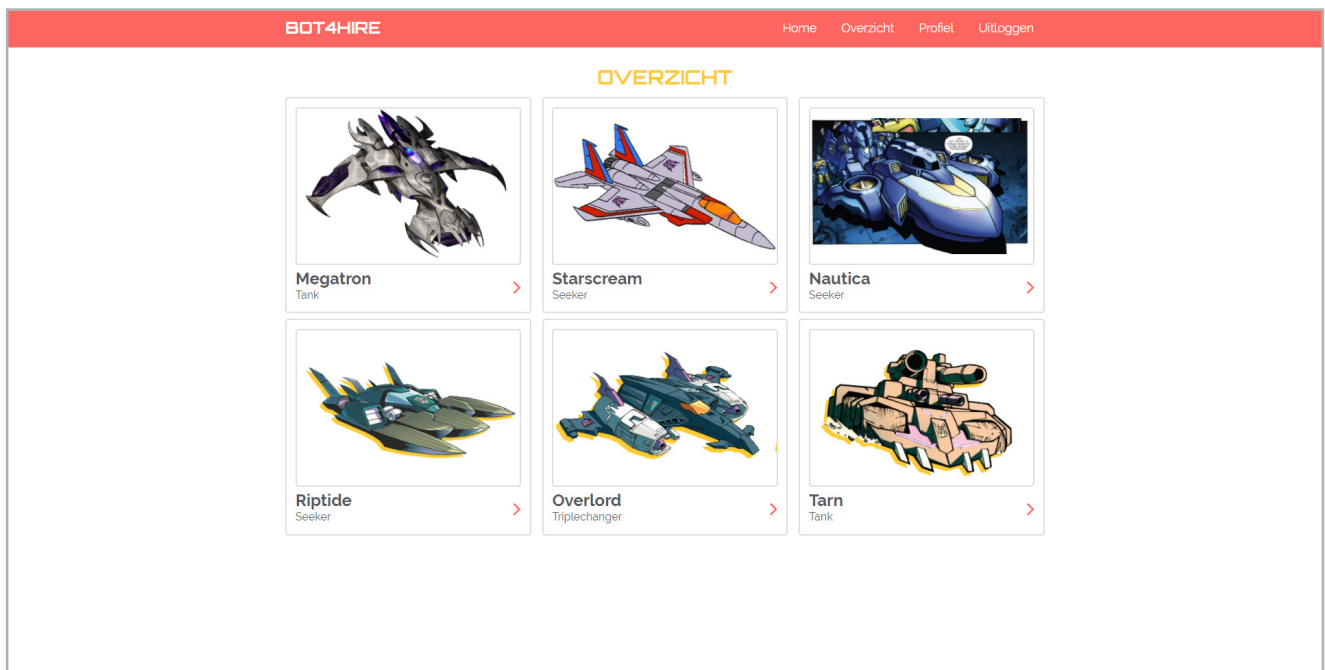 BOT4HIRE
Home Overzicht Profiel Uitloggen
OVERZICHT
Megatron
Tank
Starscream
Seeker
Nautica
Seeker
Riptide
Seeker
Overlord
Triplechanger
Tarn
Tank